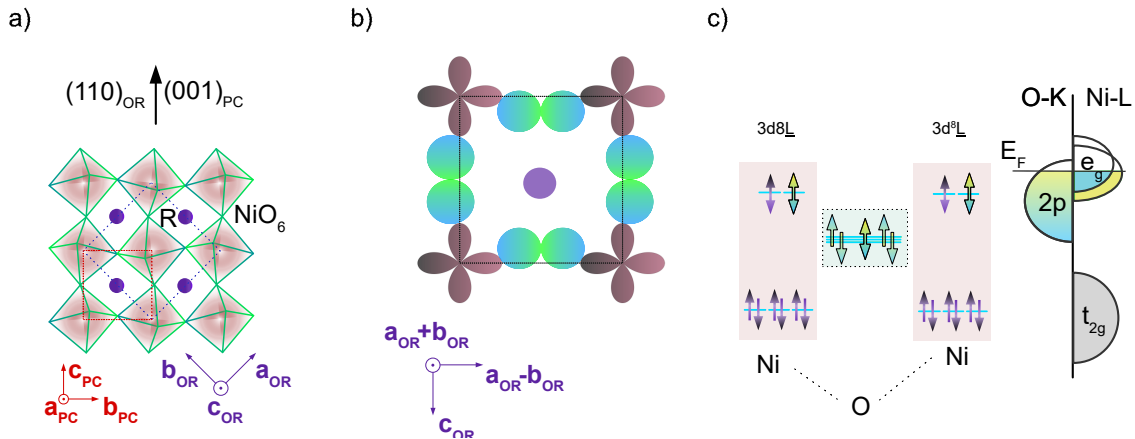 a)
(110)OR (001)PC
R NiO6
cPC
aPC bPC
bOR aOR
cOR
b)
aOR+bOR
aOR-bOR
cOR
c)
O-K Ni-L
3d8L 3d⁸L
EF
eg
2p
t2g
Ni Ni
O